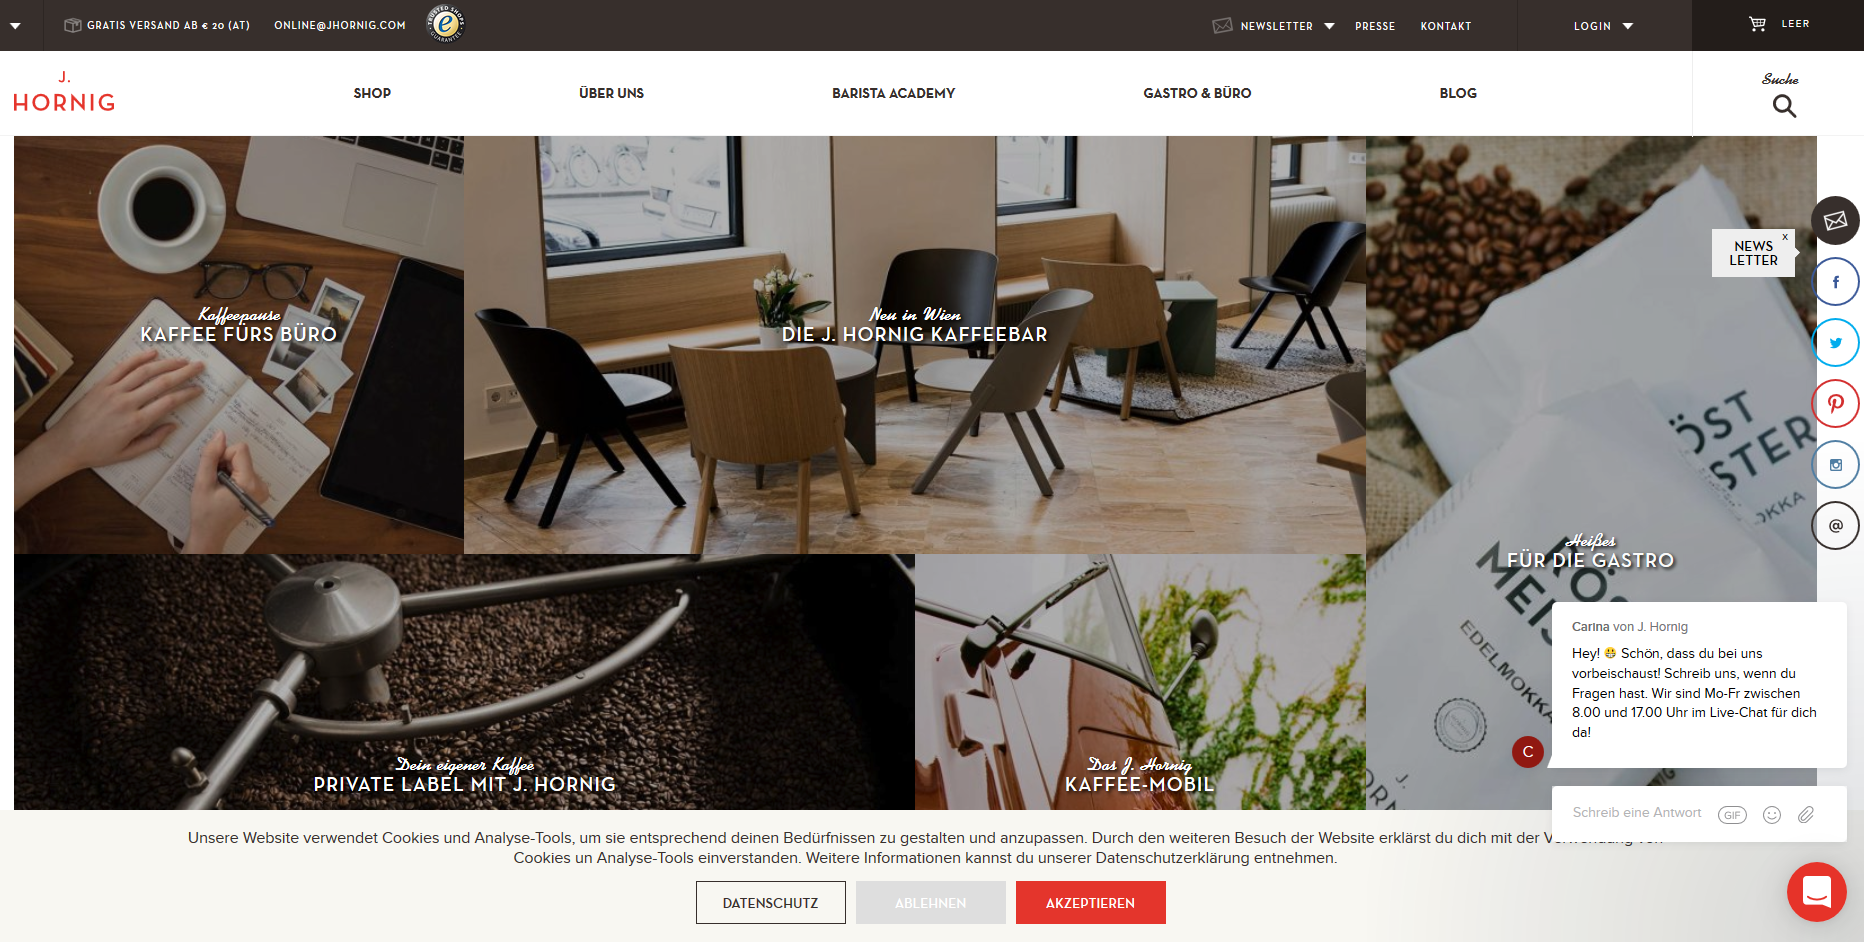 GRATIS VERSAND AB € 20 (AT)
ONLINE@JHORNIG.COM
TRUSTED SHOPS
e
GUARANTEE
NEWSLETTER
PRESSE
KONTAKT
LOGIN
LEER
J.
HORNIG
SHOP
ÜBER UNS
BARISTA ACADEMY
GASTRO & BÜRO
BLOG
Suche
x
NEWS
LETTER
f
@
Kaffeepause
KAFFEE FÜRS BÜRO
Neu in Wien
DIE J. HORNIG KAFFEEBAR
Heißes
FÜR DIE GASTRO
EDELMOKKA
Dein eigener Kaffee
PRIVATE LABEL MIT J. HORNIG
Das J. Hornig
KAFFEE-MOBIL
Carina von J. Hornig
Hey! 😀 Schön, dass du bei uns
vorbeischaust! Schreib uns, wenn du
Fragen hast. Wir sind Mo-Fr zwischen
8.00 und 17.00 Uhr im Live-Chat für dich
da!
C
Schreib eine Antwort
GIF
Unsere Website verwendet Cookies und Analyse-Tools, um sie entsprechend deinen Bedürfnissen zu gestalten und anzupassen. Durch den weiteren Besuch der Website erklärst du dich mit der
Cookies un Analyse-Tools einverstanden. Weitere Informationen kannst du unserer Datenschutzerklärung entnehmen.
DATENSCHUTZ
ABLEHNEN
AKZEPTIEREN